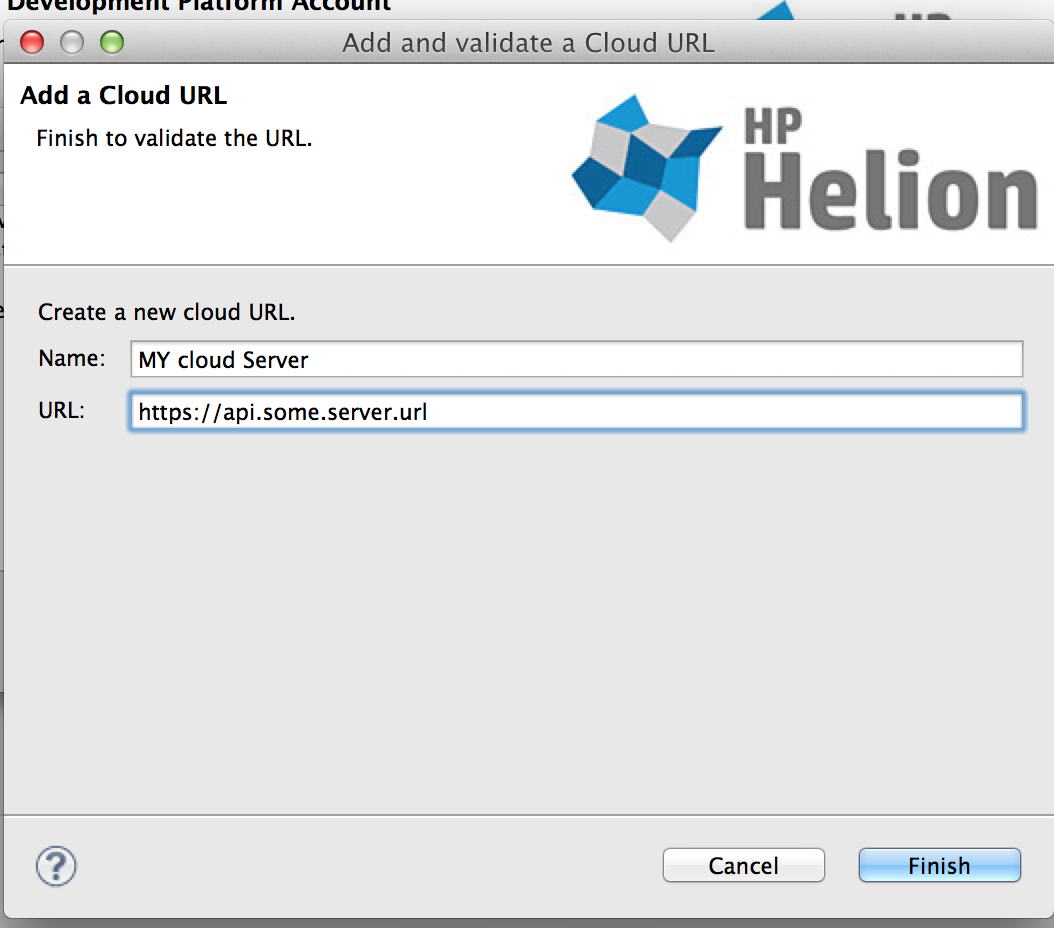 Development Platform Account
Add and validate a Cloud URL
Add a Cloud URL
Finish to validate the URL.
HP
Helion
Create a new cloud URL.
Name: MY cloud Server
URL: https://api.some.server.url
? Cancel Finish